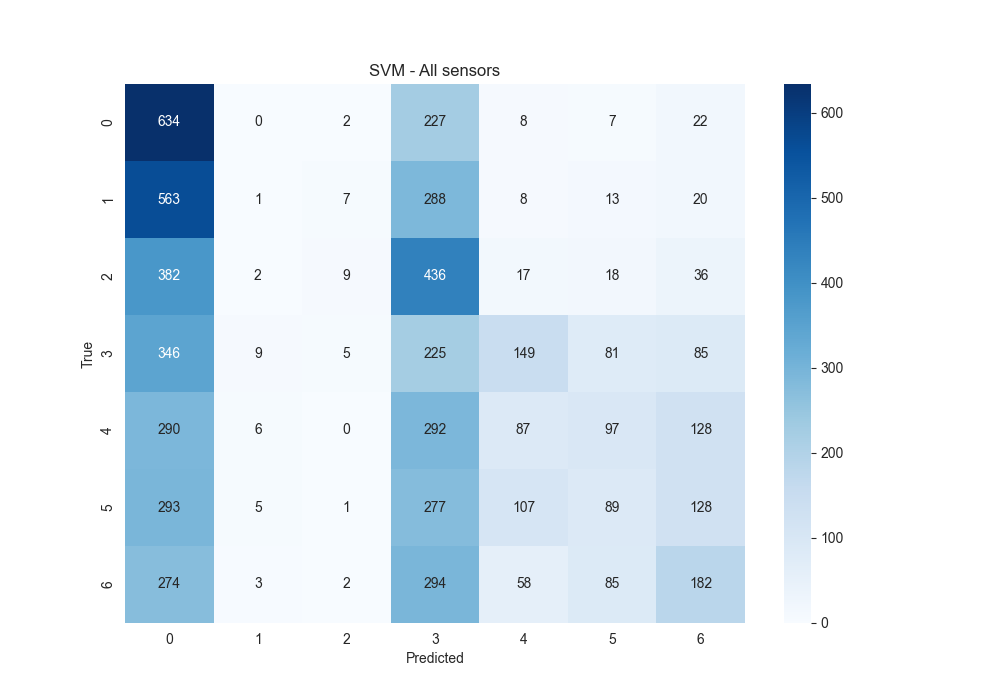 SVM - All sensors
0 634 0 2 227 8 7 22
1 563 1 7 288 8 13 20
2 382 2 9 436 17 18 36
3 346 9 5 225 149 81 85
4 290 6 0 292 87 97 128
5 293 5 1 277 107 89 128
6 274 3 2 294 58 85 182
0 1 2 3 4 5 6
Predicted
True
600
500
400
300
200
100
0